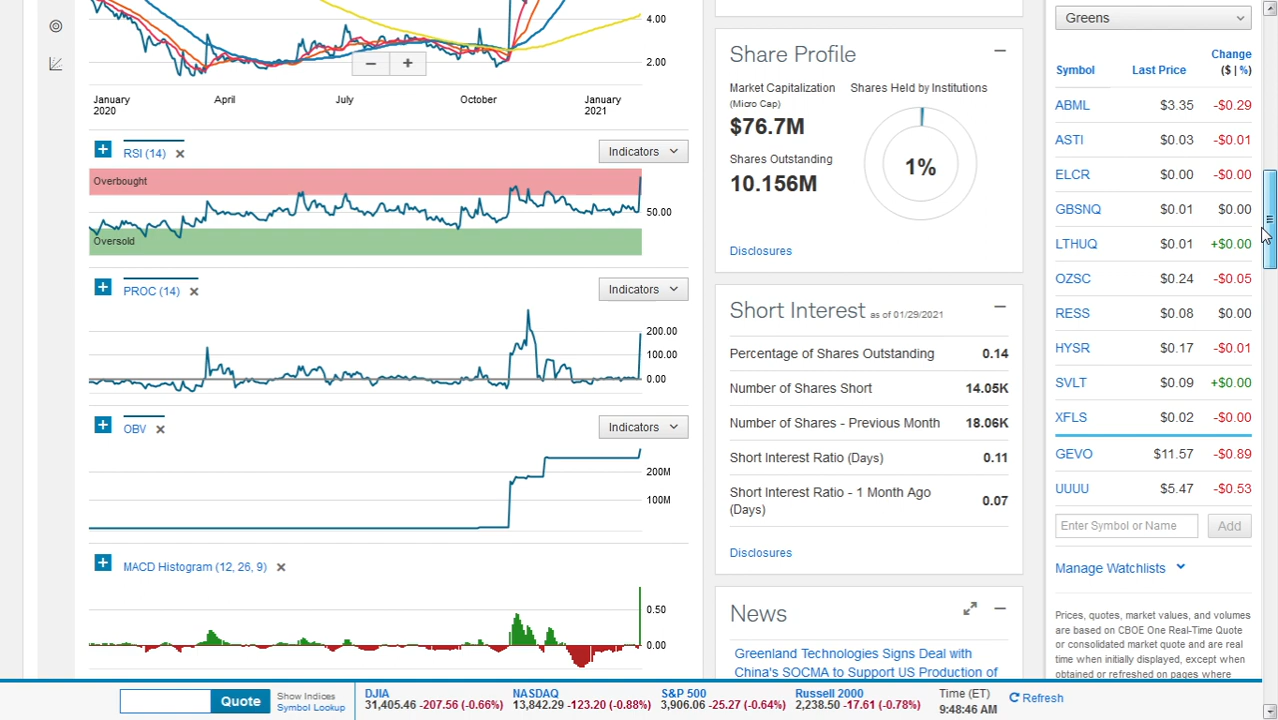 4.00
2.00
January
2020
April
July
October
January
2021
RSI (14)
Indicators
Overbought
50.00
Oversold
PROC (14)
Indicators
200.00
100.00
0.00
OBV
Indicators
200M
100M
MACD Histogram (12, 26, 9)
0.50
0.00
Share Profile
Market Capitalization
(Micro Cap)
$76.7M
Shares Outstanding
10.156M
Shares Held by Institutions
1%
Disclosures
Short Interest as of 01/29/2021
Percentage of Shares Outstanding 0.14
Number of Shares Short 14.05K
Number of Shares - Previous Month 18.06K
Short Interest Ratio (Days) 0.11
Short Interest Ratio - 1 Month Ago
(Days) 0.07
Disclosures
News
Greenland Technologies Signs Deal with
China's SOCMA to Support US Production of
Greens
Change
Symbol Last Price ($ | %)
ABML $3.35 -$0.29
ASTI $0.03 -$0.01
ELCR $0.00 -$0.00
GBSNQ $0.01 $0.00
LTHUQ $0.01 +$0.00
OZSC $0.24 -$0.05
RESS $0.08 $0.00
HYSR $0.17 -$0.01
SVLT $0.09 +$0.00
XFLS $0.02 -$0.00
GEVO $11.57 -$0.89
UUUU $5.47 -$0.53
Enter Symbol or Name Add
Manage Watchlists
Prices, quotes, market values, and volumes
are based on CBOE One Real-Time Quote
or consolidated market quote and are real
time when initially displayed, except when
obtained or refreshed on pages where
Quote
Show Indices
Symbol Lookup
DJIA
31,405.46 -207.56 (-0.66%)
NASDAQ
13,842.29 -123.20 (-0.88%)
S&P 500
3,906.06 -25.27 (-0.64%)
Russell 2000
2,238.50 -17.61 (-0.78%)
Time (ET)
9:48:46 AM
Refresh